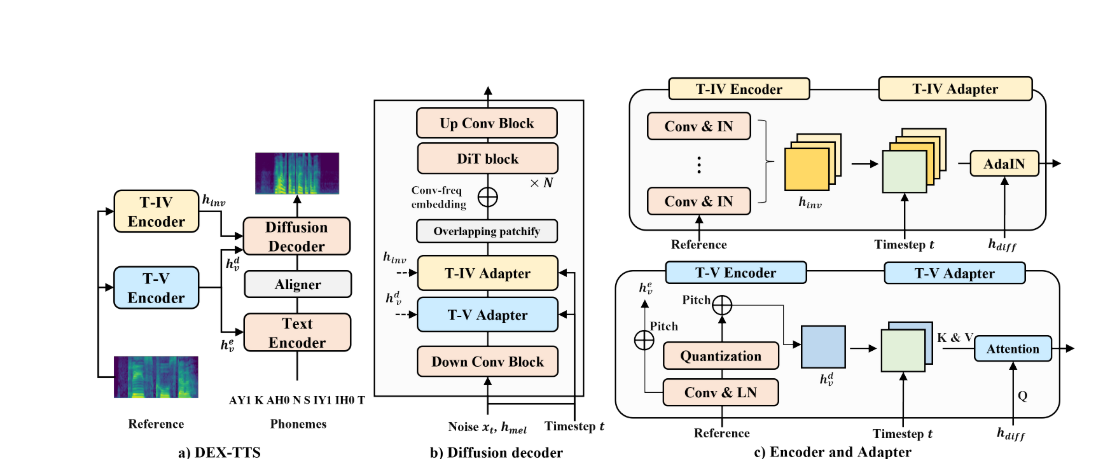 T-IV
Encoder
h_inv
Diffusion
Decoder
h_v^d
T-V
Encoder
Aligner
h_v^e
Text
Encoder
AY1 K AH0 N S IY1 IH0 T
Reference
Phonemes
a) DEX-TTS
Up Conv Block
DiT block
× N
Conv-freq
embedding
Overlapping patchify
h_inv
T-IV Adapter
h_v^d
T-V Adapter
Down Conv Block
Noise x_t, h_mel
Timestep t
b) Diffusion decoder
T-IV Encoder
T-IV Adapter
Conv & IN
⋮
Conv & IN
h_inv
AdaIN
Reference
Timestep t
h_diff
T-V Encoder
T-V Adapter
h_v^e
Pitch
Pitch
Quantization
Conv & LN
h_v^d
K & V
Attention
Q
Reference
Timestep t
h_diff
c) Encoder and Adapter